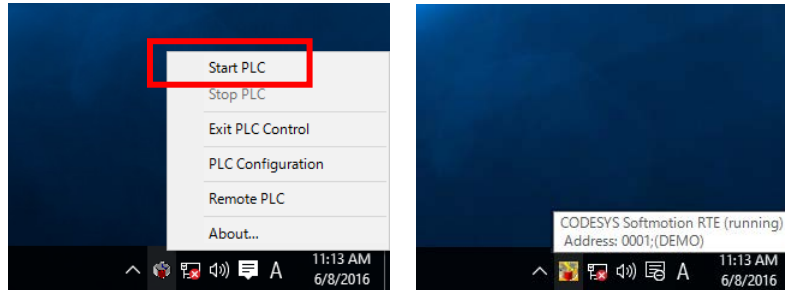 Start PLC
Stop PLC
Exit PLC Control
PLC Configuration
Remote PLC
About...
A
11:13 AM
6/8/2016
CODESYS Softmotion RTE (running)
Address: 0001;(DEMO)
A
11:13 AM
6/8/2016